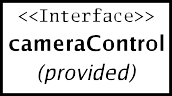 <<Interface>>
cameraControl
(provided)